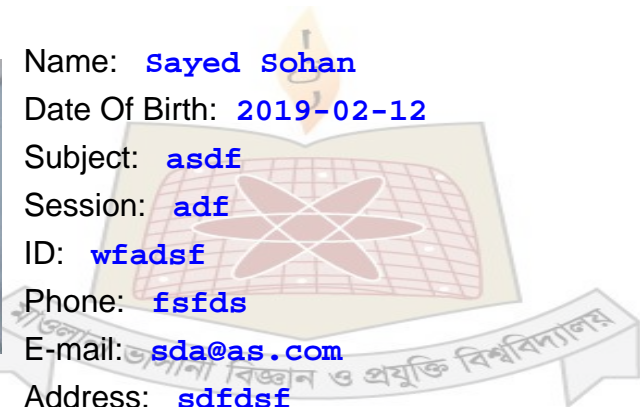 Name: Sayed Sohan
Date Of Birth: 2019-02-12
Subject: asdf
Session: adf
ID: wfadsf
Phone: fsfds
E-mail: sda@as.com
Address: sdfdsf
মাওলানা ভাসানী বিজ্ঞান ও প্রযুক্তি বিশ্ববিদ্যালয়